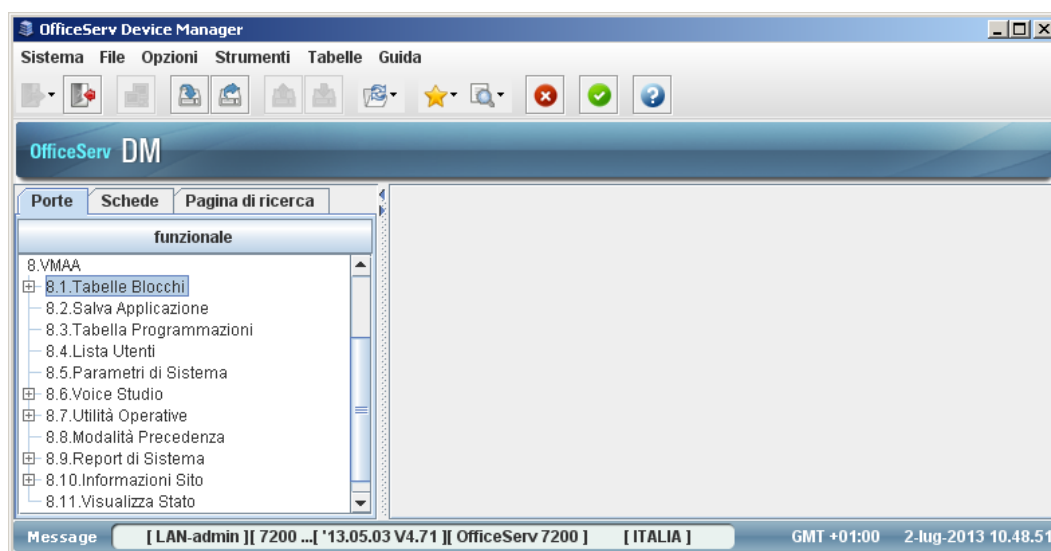 OfficeServ Device Manager
Sistema File Opzioni Strumenti Tabelle Guida
OfficeServ DM
Porte Schede Pagina di ricerca
funzionale
8.VMAA
8.1.Tabelle Blocchi
8.2.Salva Applicazione
8.3.Tabella Programmazioni
8.4.Lista Utenti
8.5.Parametri di Sistema
8.6.Voice Studio
8.7.Utilità Operative
8.8.Modalità Precedenza
8.9.Report di Sistema
8.10.Informazioni Sito
8.11.Visualizza Stato
Message [ LAN-admin ][ 7200 ...[ '13.05.03 V4.71 ][ OfficeServ 7200 ] [ ITALIA ] GMT +01:00 2-lug-2013 10.48.51